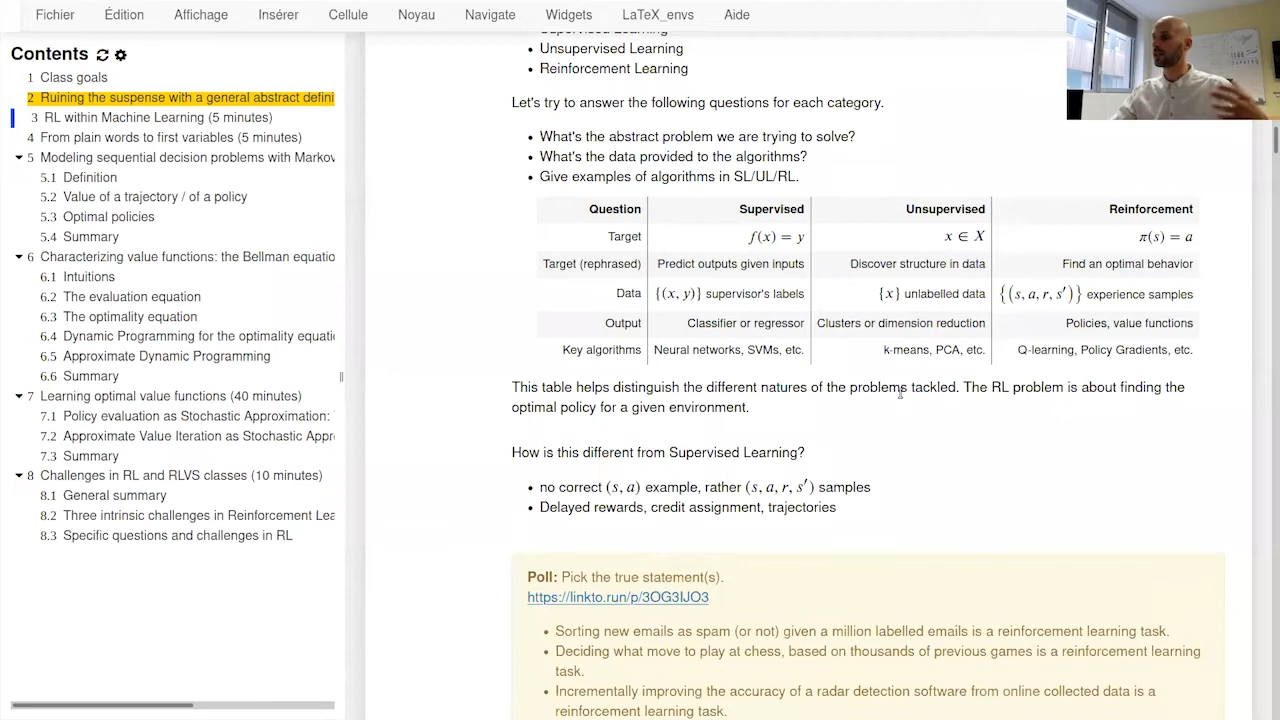 Fichier Édition Affichage Insérer Cellule Noyau Navigate Widgets LaTeX_envs Aide
Contents
1 Class goals
2 Ruining the suspense with a general abstract defini
3 RL within Machine Learning (5 minutes)
4 From plain words to first variables (5 minutes)
5 Modeling sequential decision problems with Markov
5.1 Definition
5.2 Value of a trajectory / of a policy
5.3 Optimal policies
5.4 Summary
6 Characterizing value functions: the Bellman equatio
6.1 Intuitions
6.2 The evaluation equation
6.3 The optimality equation
6.4 Dynamic Programming for the optimality equati
6.5 Approximate Dynamic Programming
6.6 Summary
7 Learning optimal value functions (40 minutes)
7.1 Policy evaluation as Stochastic Approximation:
7.2 Approximate Value Iteration as Stochastic Appr
7.3 Summary
8 Challenges in RL and RLVS classes (10 minutes)
8.1 General summary
8.2 Three intrinsic challenges in Reinforcement Lea
8.3 Specific questions and challenges in RL
• Supervised Learning
• Unsupervised Learning
• Reinforcement Learning
Let's try to answer the following questions for each category.
• What's the abstract problem we are trying to solve?
• What's the data provided to the algorithms?
• Give examples of algorithms in SL/UL/RL.
Question Supervised Unsupervised Reinforcement
Target f(x) = y x ∈ X π(s) = a
Target (rephrased) Predict outputs given inputs Discover structure in data Find an optimal behavior
Data {(x, y)} supervisor's labels {x} unlabelled data {(s, a, r, s′)} experience samples
Output Classifier or regressor Clusters or dimension reduction Policies, value functions
Key algorithms Neural networks, SVMs, etc. k-means, PCA, etc. Q-learning, Policy Gradients, etc.
This table helps distinguish the different natures of the problems tackled. The RL problem is about finding the
optimal policy for a given environment.
How is this different from Supervised Learning?
• no correct (s, a) example, rather (s, a, r, s′) samples
• Delayed rewards, credit assignment, trajectories
Poll: Pick the true statement(s).
https://linkto.run/p/3OG3IJO3
• Sorting new emails as spam (or not) given a million labelled emails is a reinforcement learning task.
• Deciding what move to play at chess, based on thousands of previous games is a reinforcement learning
task.
• Incrementally improving the accuracy of a radar detection software from online collected data is a
reinforcement learning task.